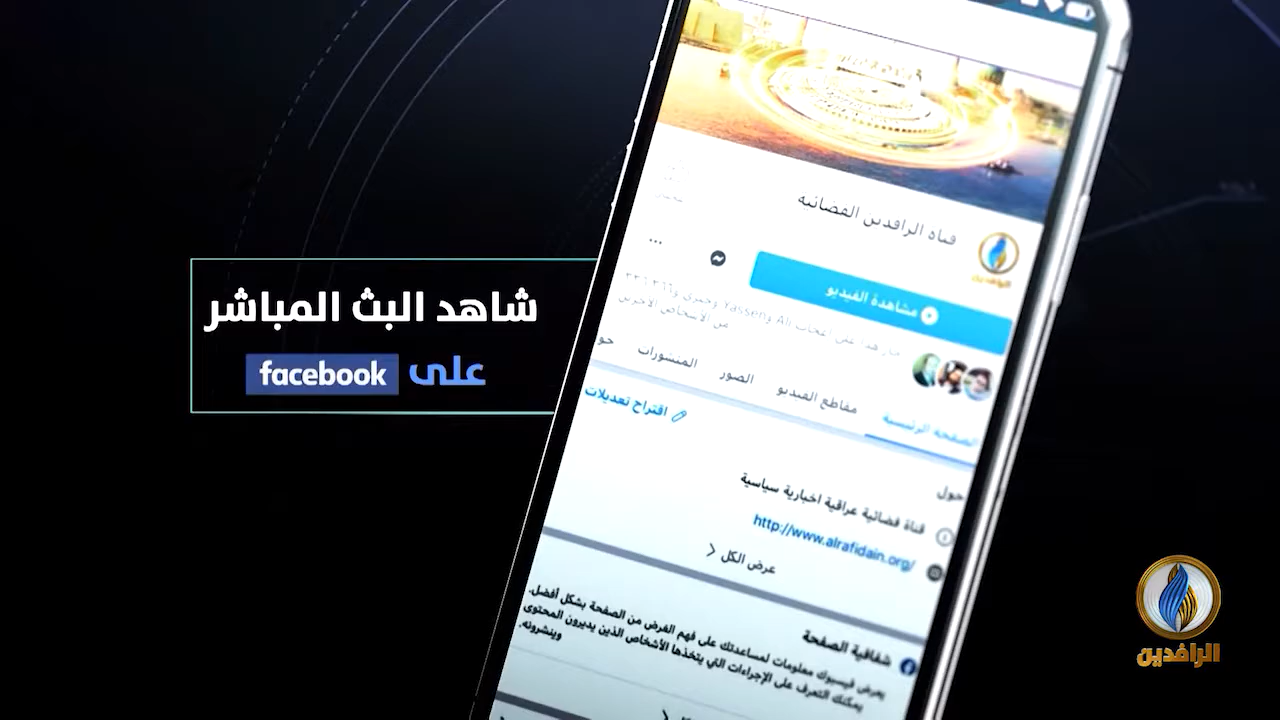 شاهد البث المباشر
على facebook
قناة الرافدين الفضائية
مشاهدة الفيديو
...
الصفحة الرئيسية مقاطع الفيديو الصور المنشورات حو
اقتراح تعديلات
حول
قناة فضائية عراقية اخبارية سياسية
http://www.alrafidain.org/
عرض الكل
شفافية الصفحة
يعرض فيسبوك معلومات لمساعدتك على فهم الغرض من الصفحة بشكل أفضل.
يمكنك التعرف على الإجراءات التي يتخذها الأشخاص الذين يديرون المحتوى
وينشرونه.
الرافدين